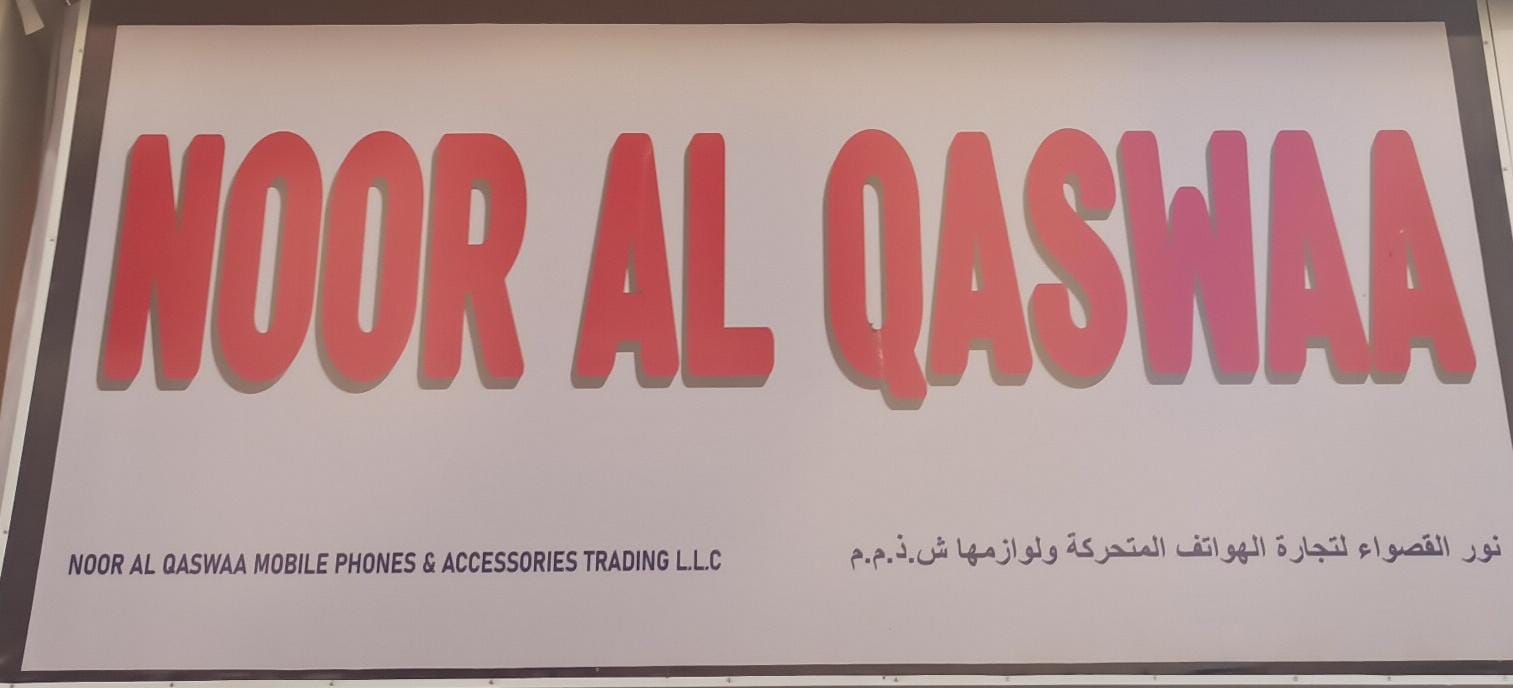 NOOR AL QASWAA
NOOR AL QASWAA MOBILE PHONES & ACCESSORIES TRADING L.L.C
نور القصواء لتجارة الهواتف المتحركة ولوازمها ش.ذ.م.م